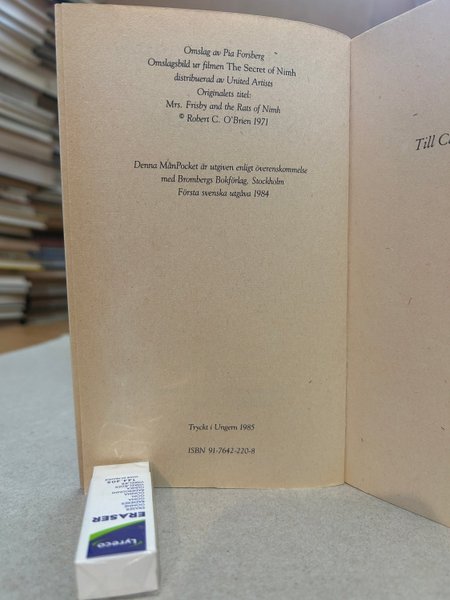 Omslag av Pia Forsberg
Omslagsbild ur filmen The Secret of Nimh
distribuerad av United Artists
Originalets titel:
Mrs. Frisby and the Rats of Nimh
© Robert C. O'Brien 1971
Denna MånPocket är utgiven enligt överenskommelse
med Brombergs Bokförlag, Stockholm
Första svenska utgåva 1984
Tryckt i Ungern 1985
ISBN 91-7642-220-8
Till
ERASER
Lyreco